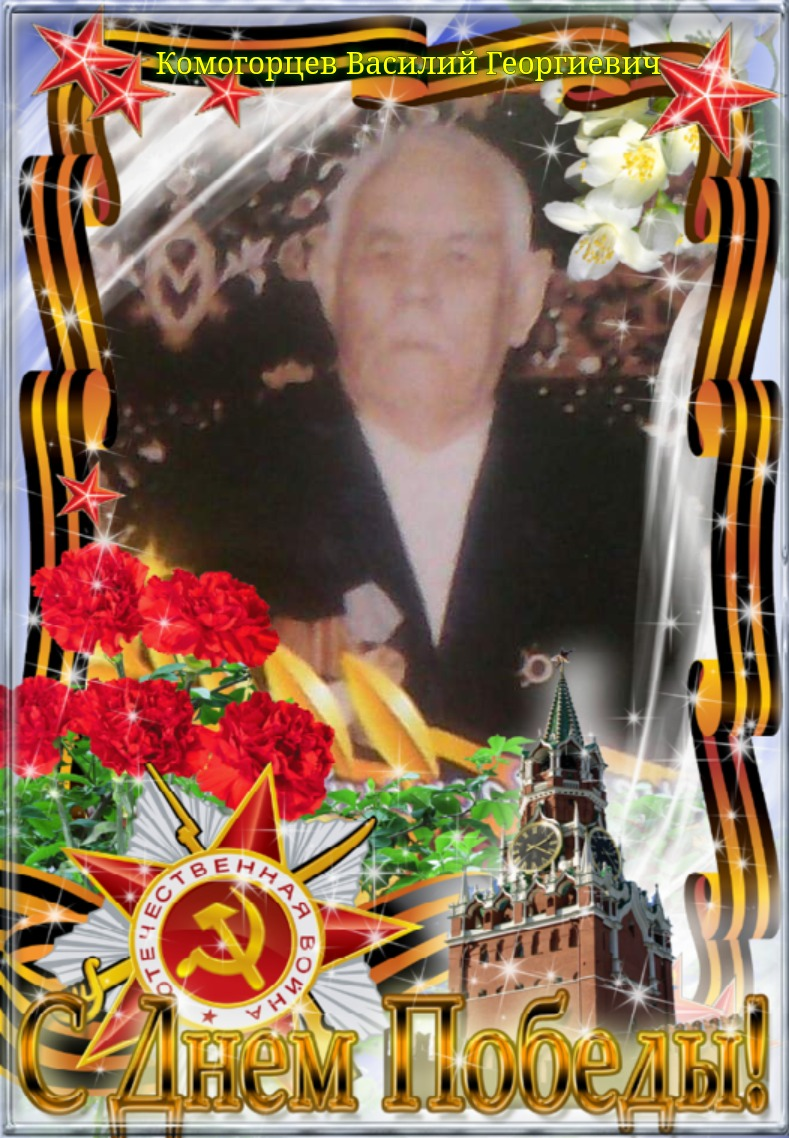 Комогорцев Василий Георгиевич
ОТЕЧЕСТВЕННАЯ ВОЙНА
С Днем Победы!